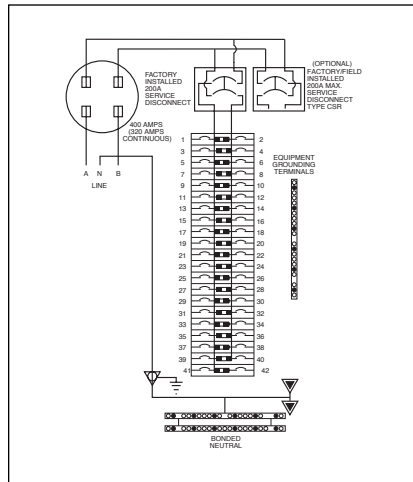 (OPTIONAL)
FACTORY/FIELD
INSTALLED
200A MAX.
SERVICE
DISCONNECT
TYPE CSR
FACTORY
INSTALLED
200A
SERVICE
DISCONNECT
400 AMPS
(320 AMPS
CONTINUOUS)
A N B
LINE
EQUIPMENT
GROUNDING
TERMINALS
1 2
3 4
5 6
7 8
9 10
11 12
13 14
15 16
17 18
19 20
21 22
23 24
25 26
27 28
29 30
31 32
33 34
35 36
37 38
39 40
41 42
BONDED
NEUTRAL